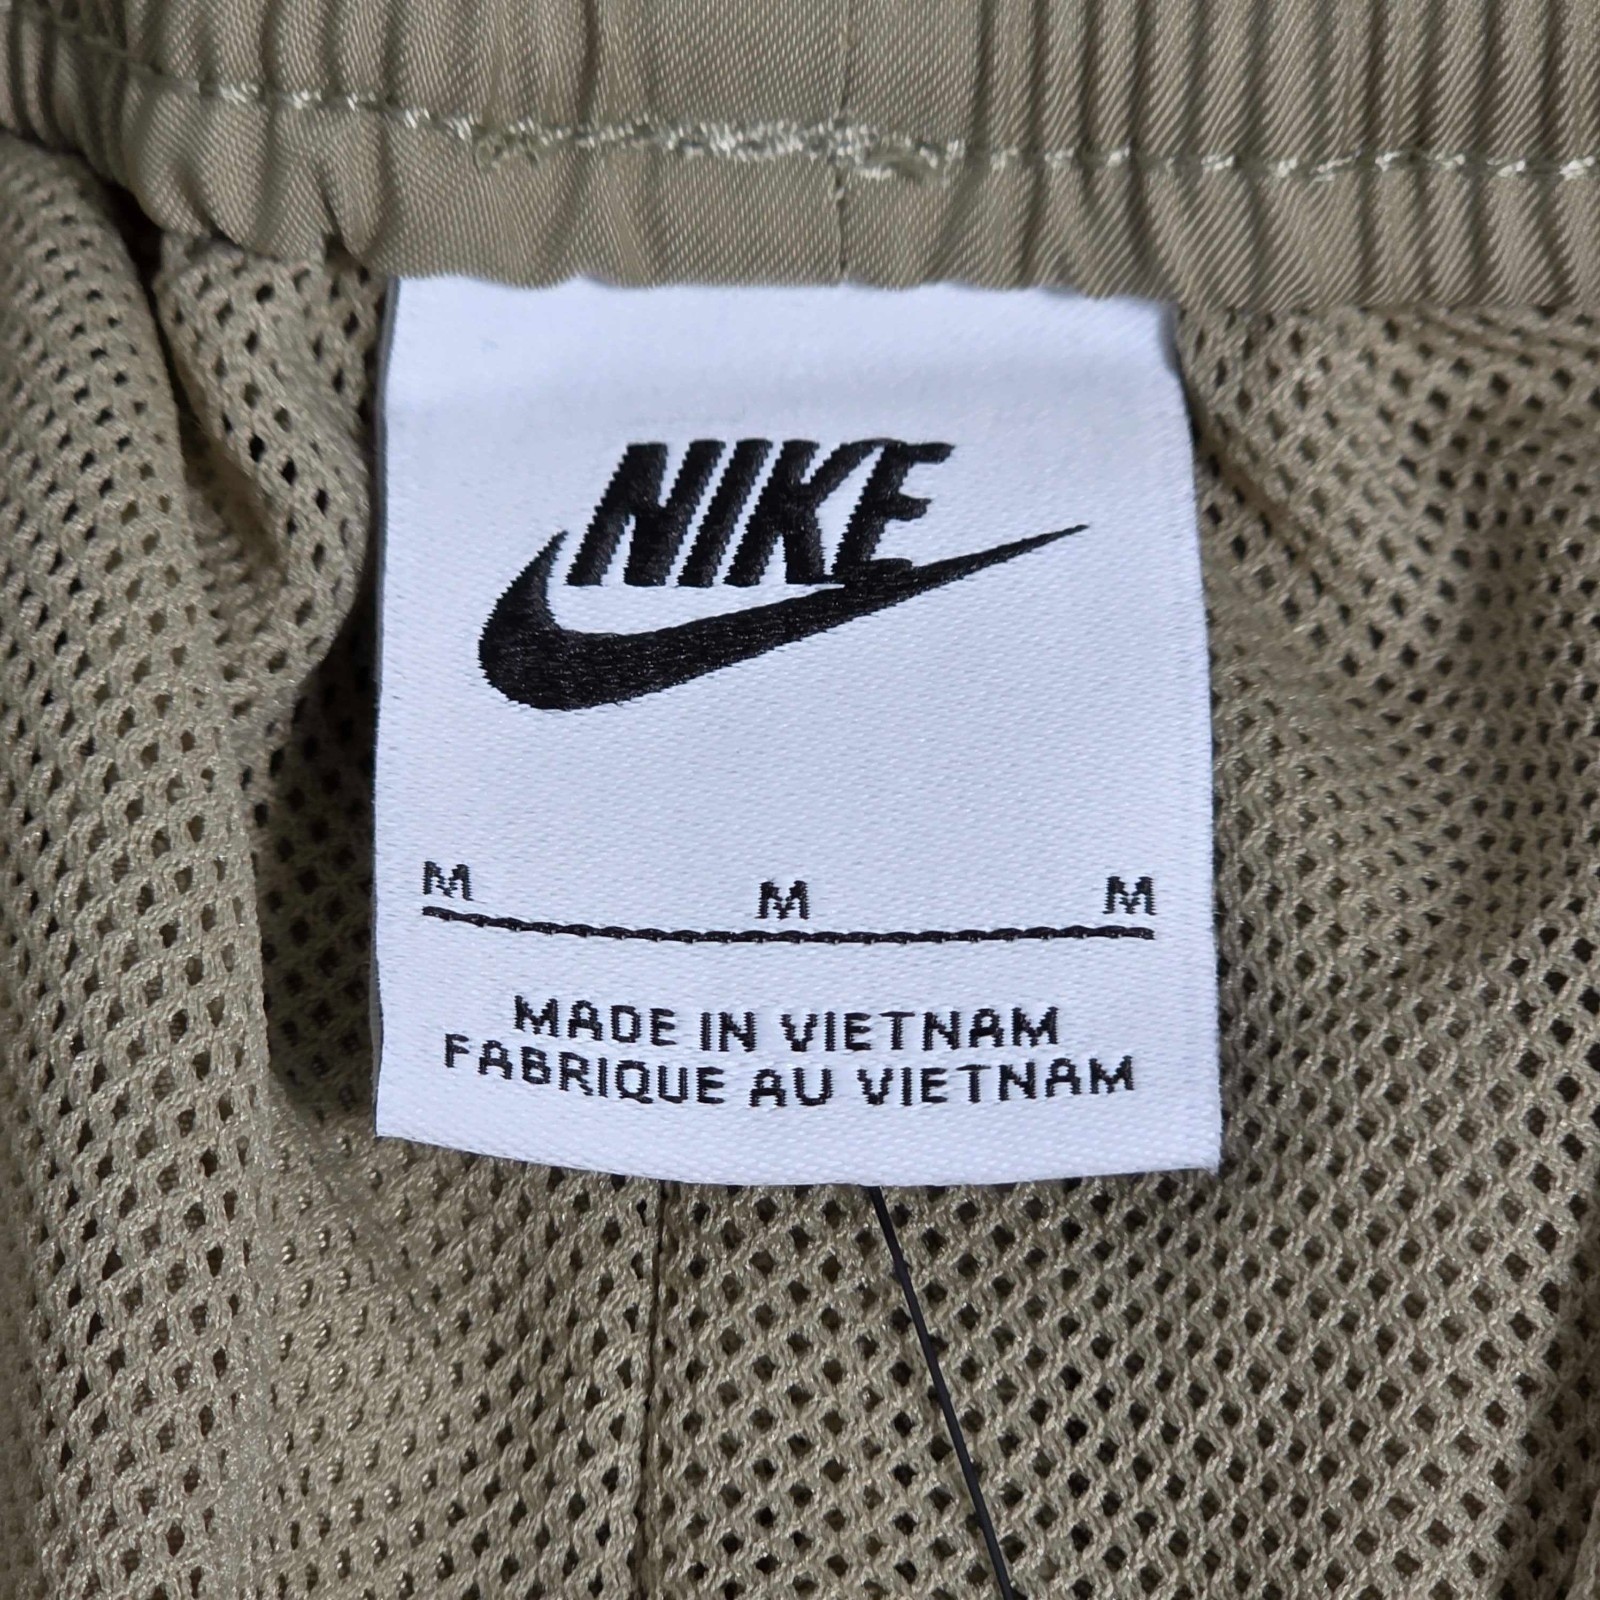 NIKE
M M M
MADE IN VIETNAM
FABRIQUE AU VIETNAM